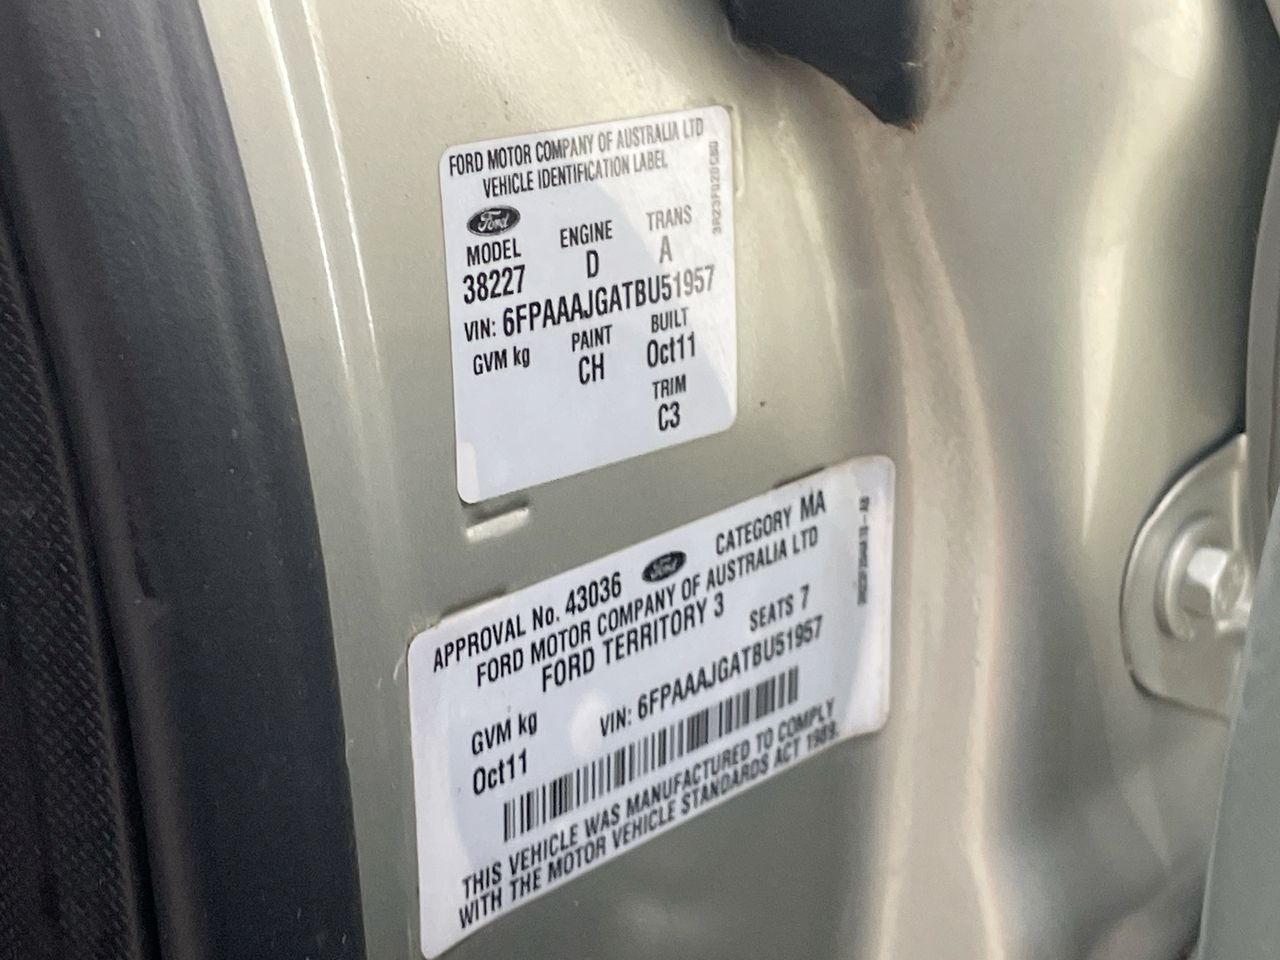 FORD MOTOR COMPANY OF AUSTRALIA LTD
VEHICLE IDENTIFICATION LABEL
Ford
MODEL ENGINE TRANS
38227 D A
VIN: 6FPAAAJGATBU51957
GVM kg PAINT BUILT
CH Oct11
TRIM
C3
APPROVAL No. 43036 Ford CATEGORY MA
FORD MOTOR COMPANY OF AUSTRALIA LTD
FORD TERRITORY 3 SEATS 7
GVM kg VIN: 6FPAAAJGATBU51957
Oct11
THIS VEHICLE WAS MANUFACTURED TO COMPLY
WITH THE MOTOR VEHICLE STANDARDS ACT 1989.